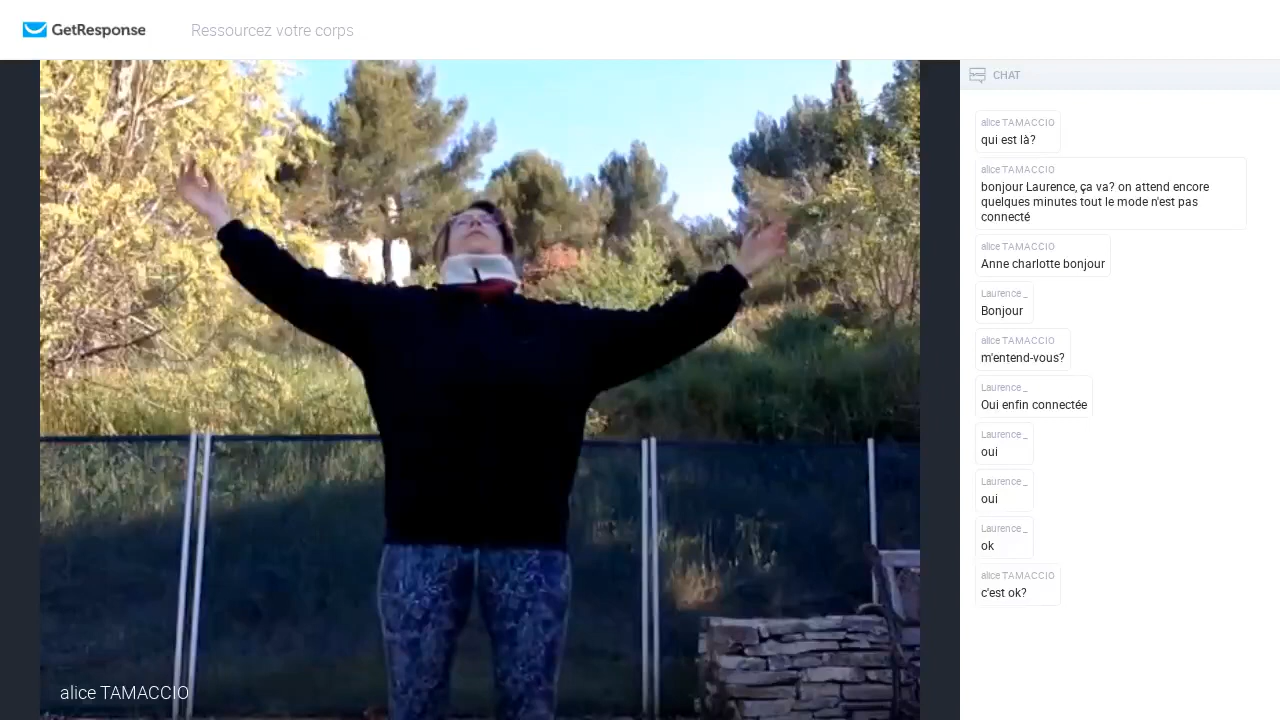 GetResponse
Ressourcez votre corps
CHAT
alice TAMACCIO
qui est là?
alice TAMACCIO
bonjour Laurence, ça va? on attend encore
quelques minutes tout le mode n'est pas
connecté
alice TAMACCIO
Anne charlotte bonjour
Laurence _
Bonjour
alice TAMACCIO
m'entend-vous?
Laurence _
Oui enfin connectée
Laurence _
oui
Laurence _
oui
Laurence _
ok
alice TAMACCIO
c'est ok?
alice TAMACCIO